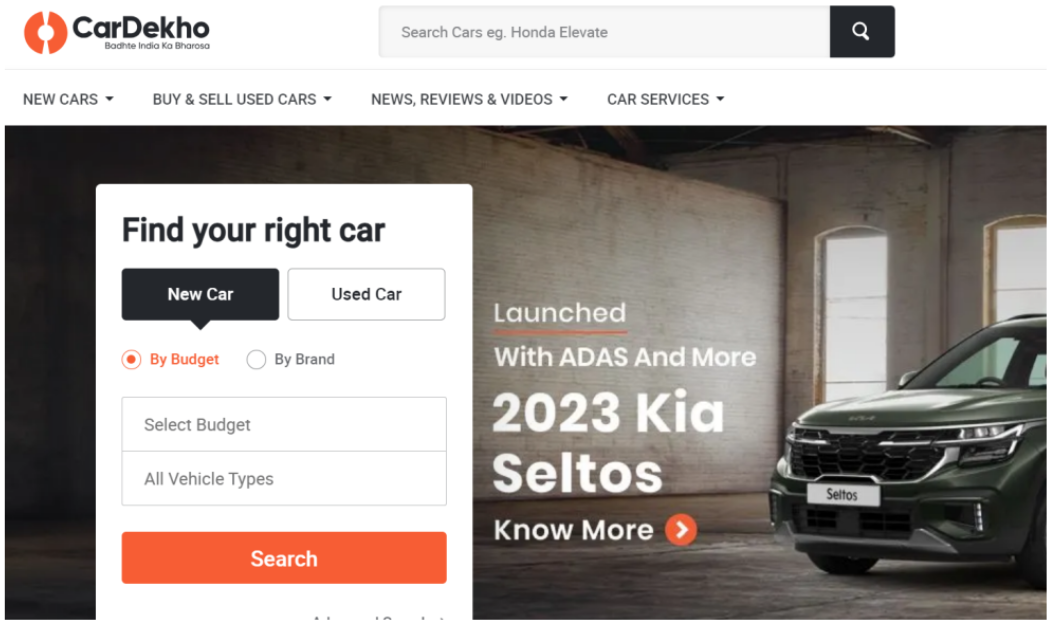 CarDekho
Badhte India Ka Bharosa
Search Cars eg. Honda Elevate
NEW CARS
BUY & SELL USED CARS
NEWS, REVIEWS & VIDEOS
CAR SERVICES
Find your right car
New Car
Used Car
By Budget
By Brand
Select Budget
All Vehicle Types
Search
Launched
With ADAS And More
2023 Kia
Seltos
Know More
KIA
Seltos